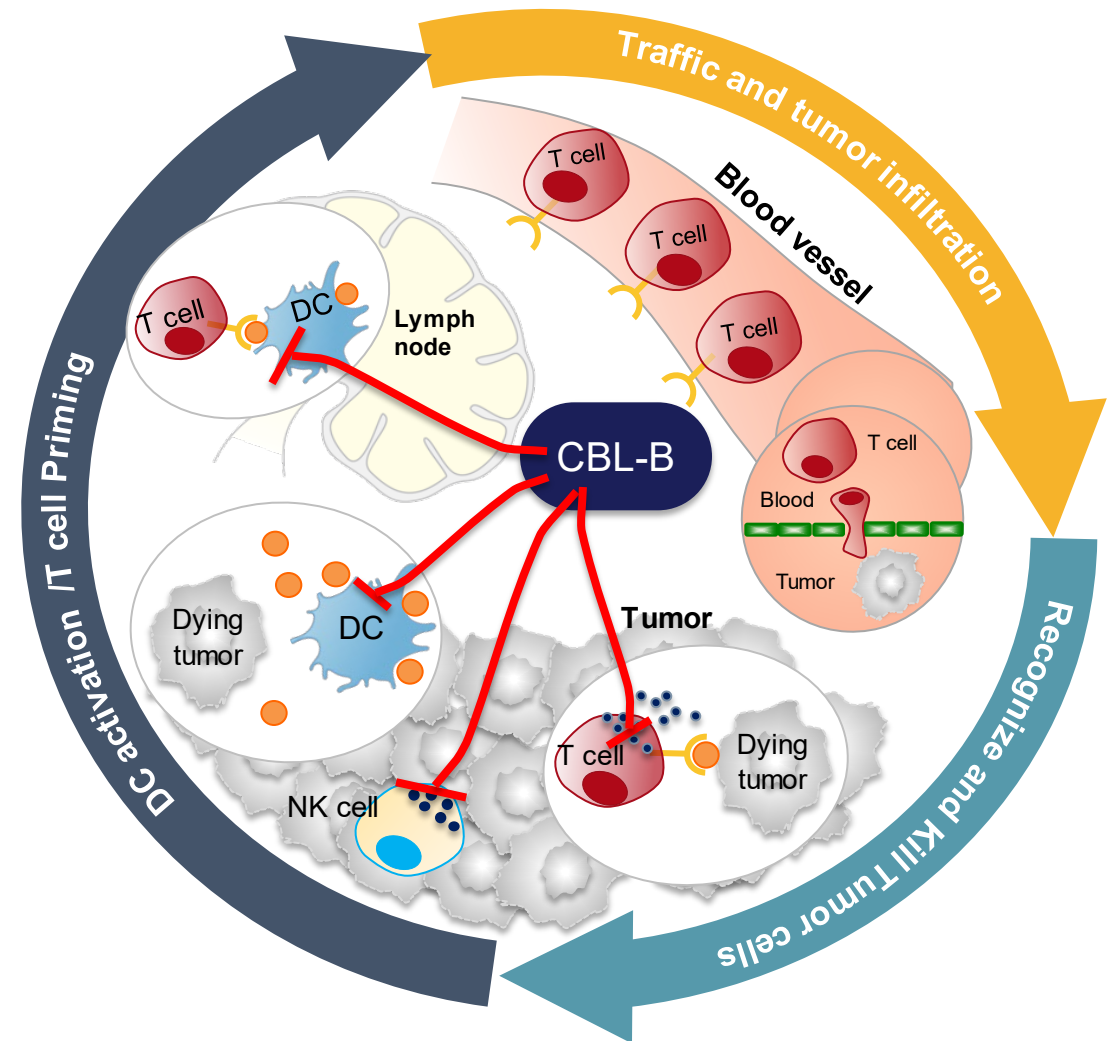 Traffic and tumor infiltration
T cell
T cell
T cell
Blood vessel
T cell
DC
Lymph
node
CBL-B
T cell
Blood
Tumor
Dying
tumor
DC
Tumor
T cell
Dying
tumor
NK cell
Recognize and Kill Tumor cells
DC activation /T cell Priming